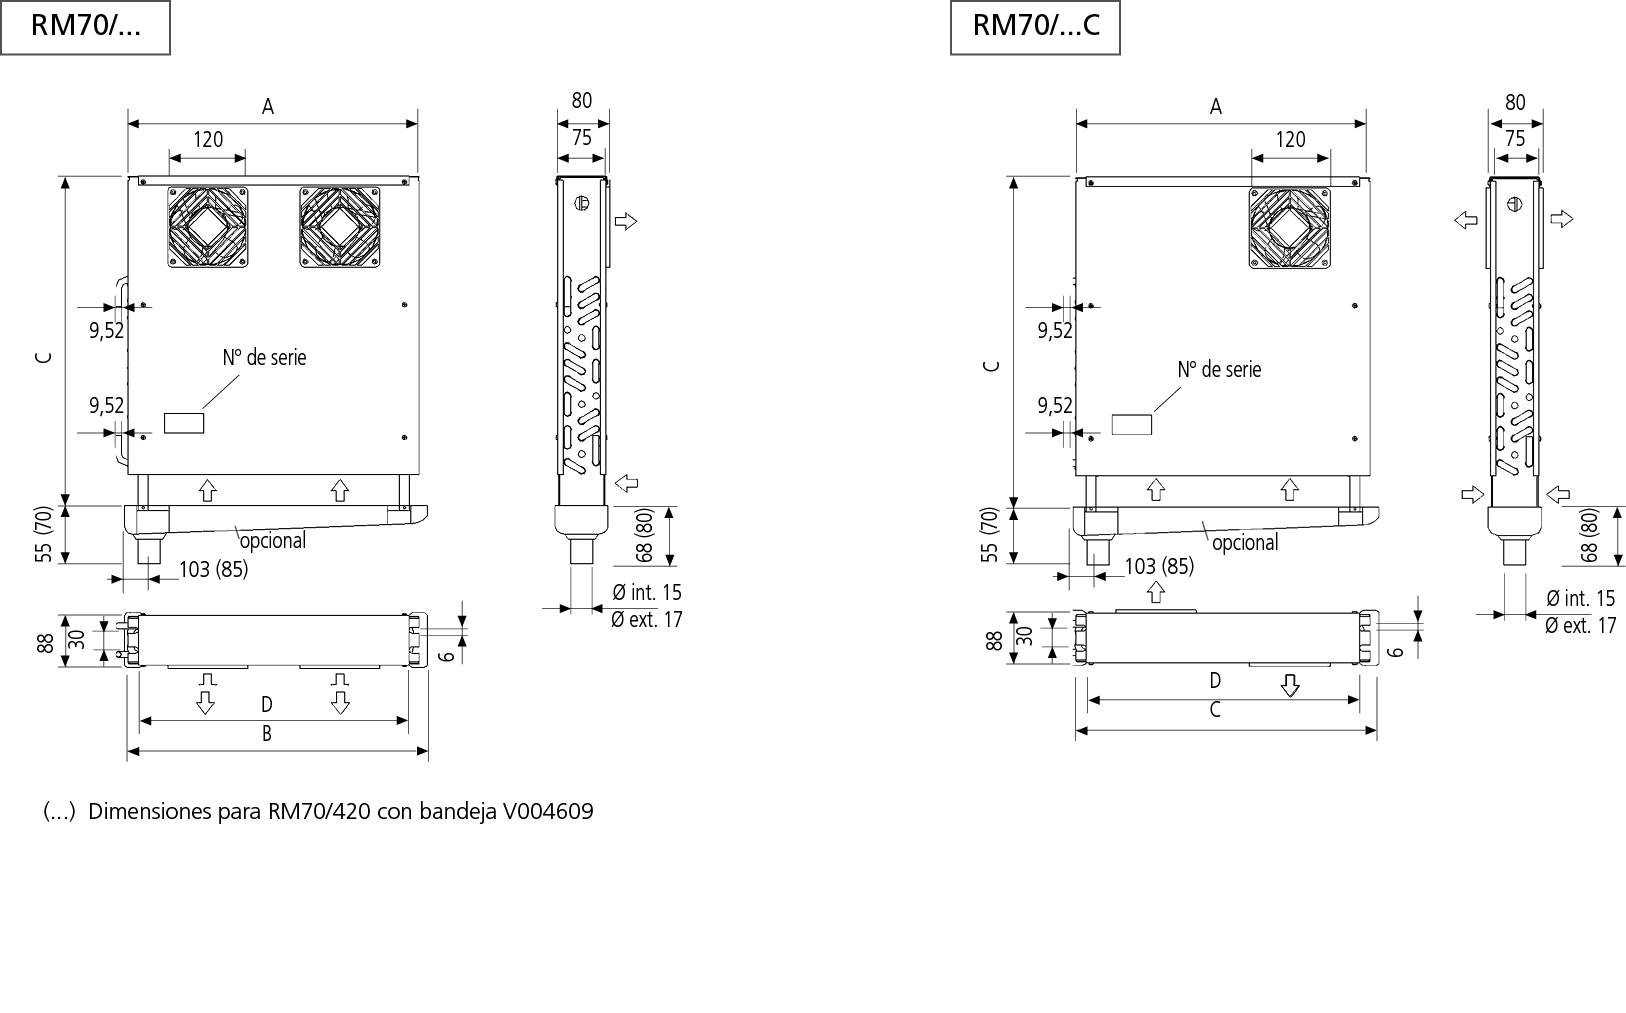 RM70/...
A
120
80
75
C
9,52
Nº de serie
9,52
55 (70)
opcional
103 (85)
68 (80)
Ø int. 15
Ø ext. 17
88
30
6
D
B
(...) Dimensiones para RM70/420 con bandeja V004609
RM70/...C
A
120
80
75
C
9,52
Nº de serie
9,52
55 (70)
opcional
103 (85)
68 (80)
Ø int. 15
Ø ext. 17
88
30
6
D
C